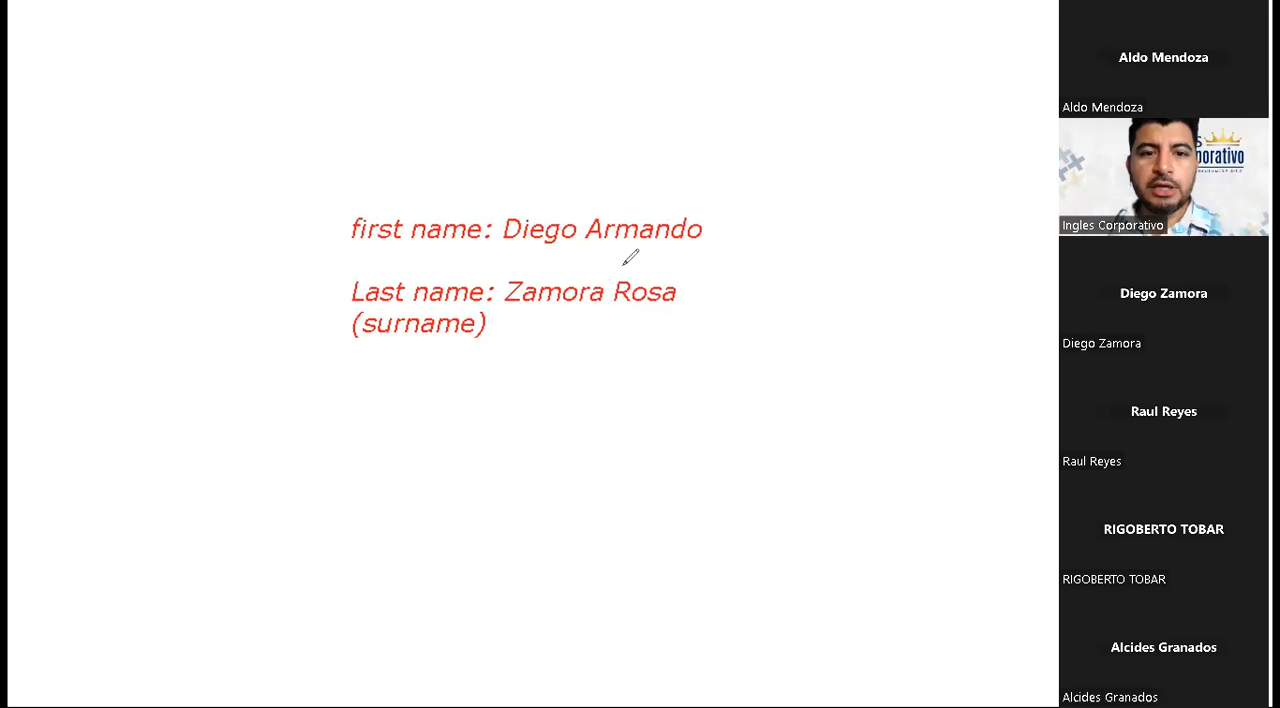 first name: Diego Armando
Last name: Zamora Rosa
(surname)
Aldo Mendoza
Aldo Mendoza
Ingles Corporativo
Diego Zamora
Diego Zamora
Raul Reyes
Raul Reyes
RIGOBERTO TOBAR
RIGOBERTO TOBAR
Alcides Granados
Alcides Granados